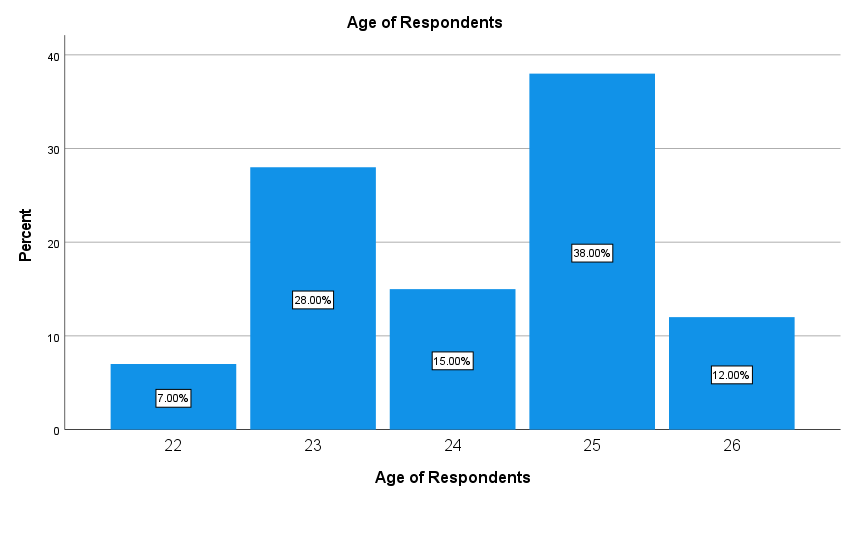 Age of Respondents
Percent
40
30
20
10
0
7.00%
28.00%
15.00%
38.00%
12.00%
22 23 24 25 26
Age of Respondents